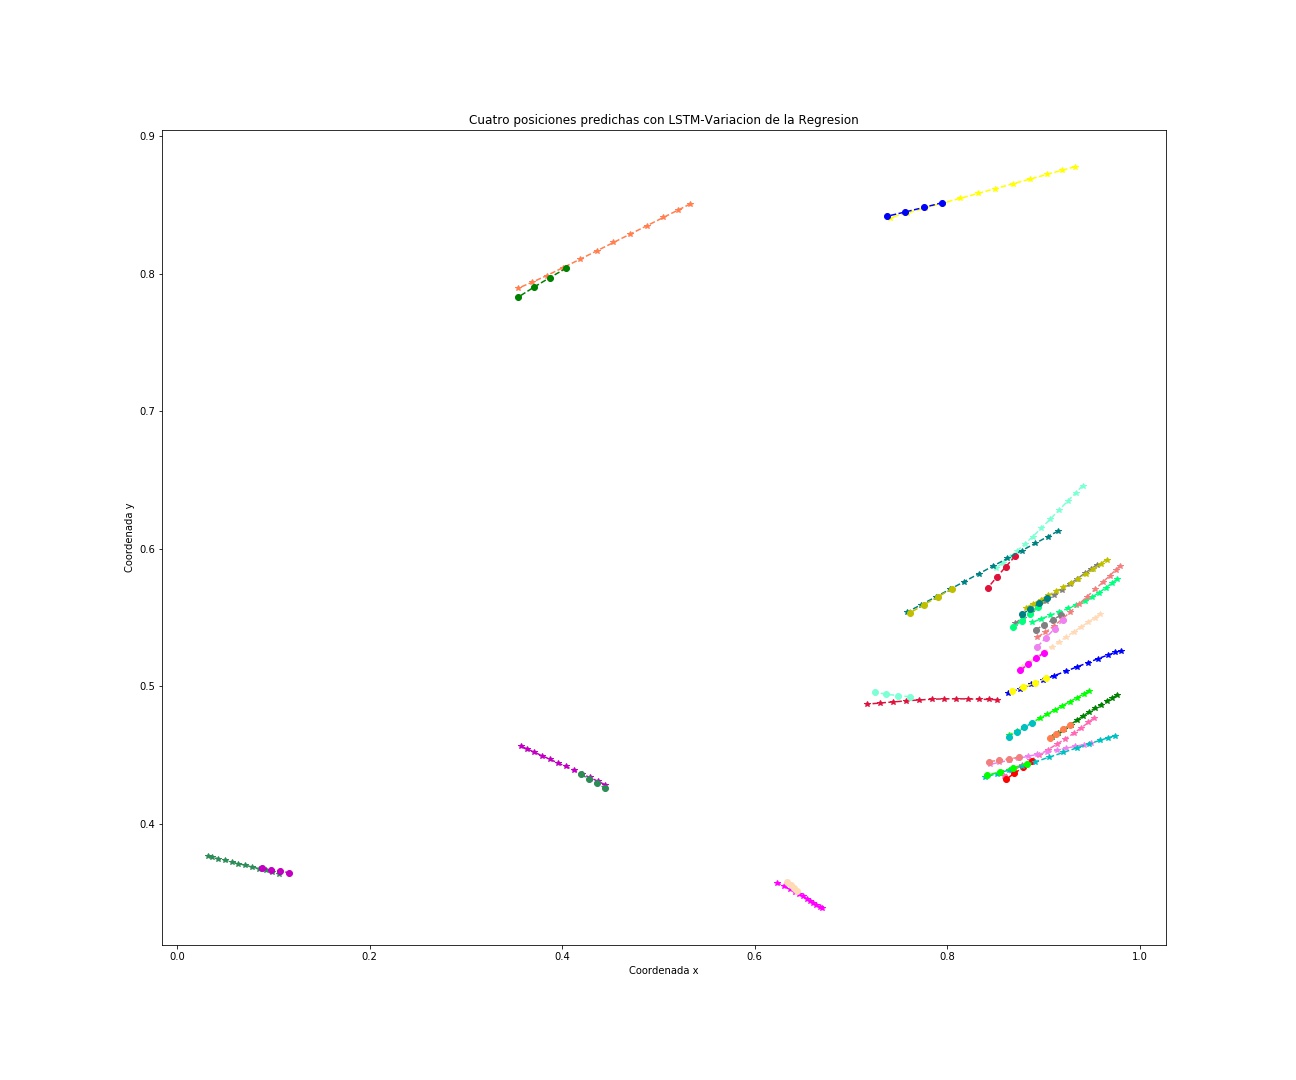 Cuatro posiciones predichas con LSTM-Variacion de la Regresion
0.9
0.8
0.7
0.6
0.5
0.4
Coordenada y
0.0 0.2 0.4 0.6 0.8 1.0
Coordenada x